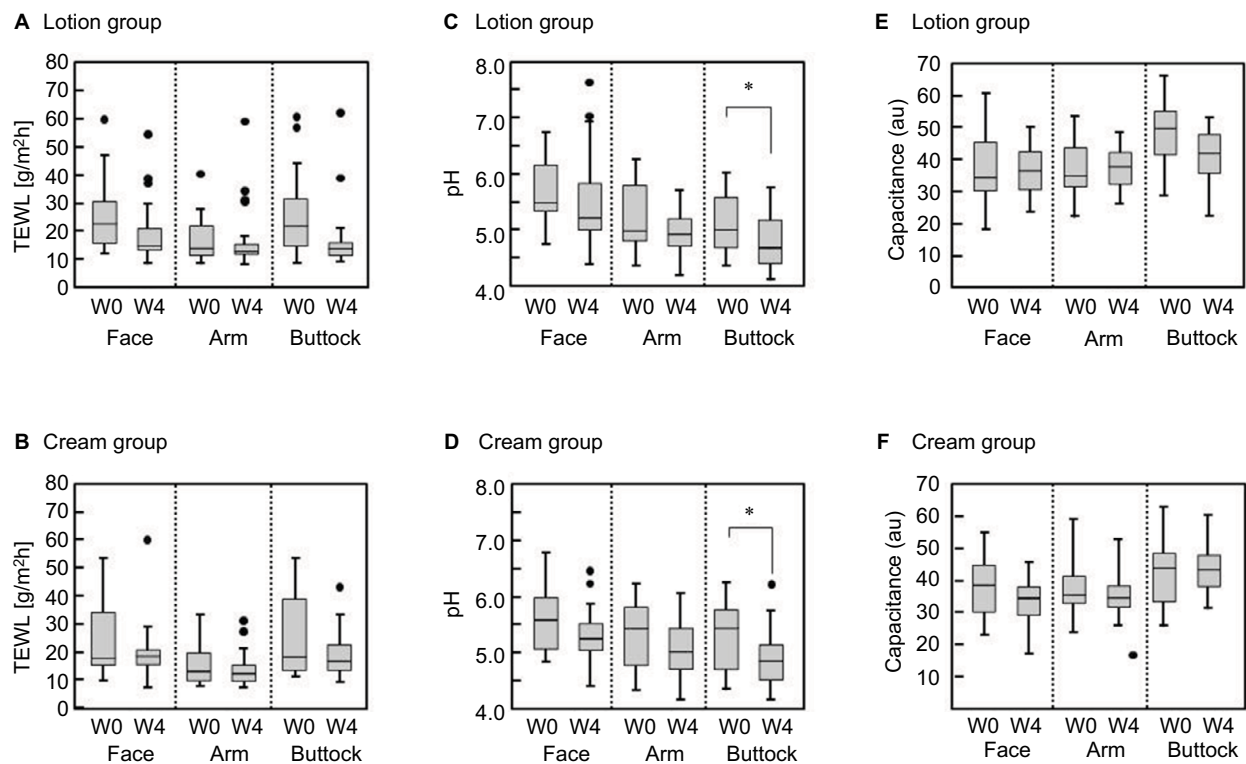 A Lotion group
TEWL [g/m2h]
80
70
60
50
40
30
20
10
0
W0 W4 W0 W4 W0 W4
Face Arm Buttock
C Lotion group
pH
8.0
7.0
6.0
5.0
4.0
*
W0 W4 W0 W4 W0 W4
Face Arm Buttock
E Lotion group
Capacitance (au)
70
60
50
40
30
20
10
0
W0 W4 W0 W4 W0 W4
Face Arm Buttock
B Cream group
TEWL [g/m2h]
80
70
60
50
40
30
20
10
0
W0 W4 W0 W4 W0 W4
Face Arm Buttock
D Cream group
pH
8.0
7.0
6.0
5.0
4.0
*
W0 W4 W0 W4 W0 W4
Face Arm Buttock
F Cream group
Capacitance (au)
70
60
50
40
30
20
10
W0 W4 W0 W4 W0 W4
Face Arm Buttock